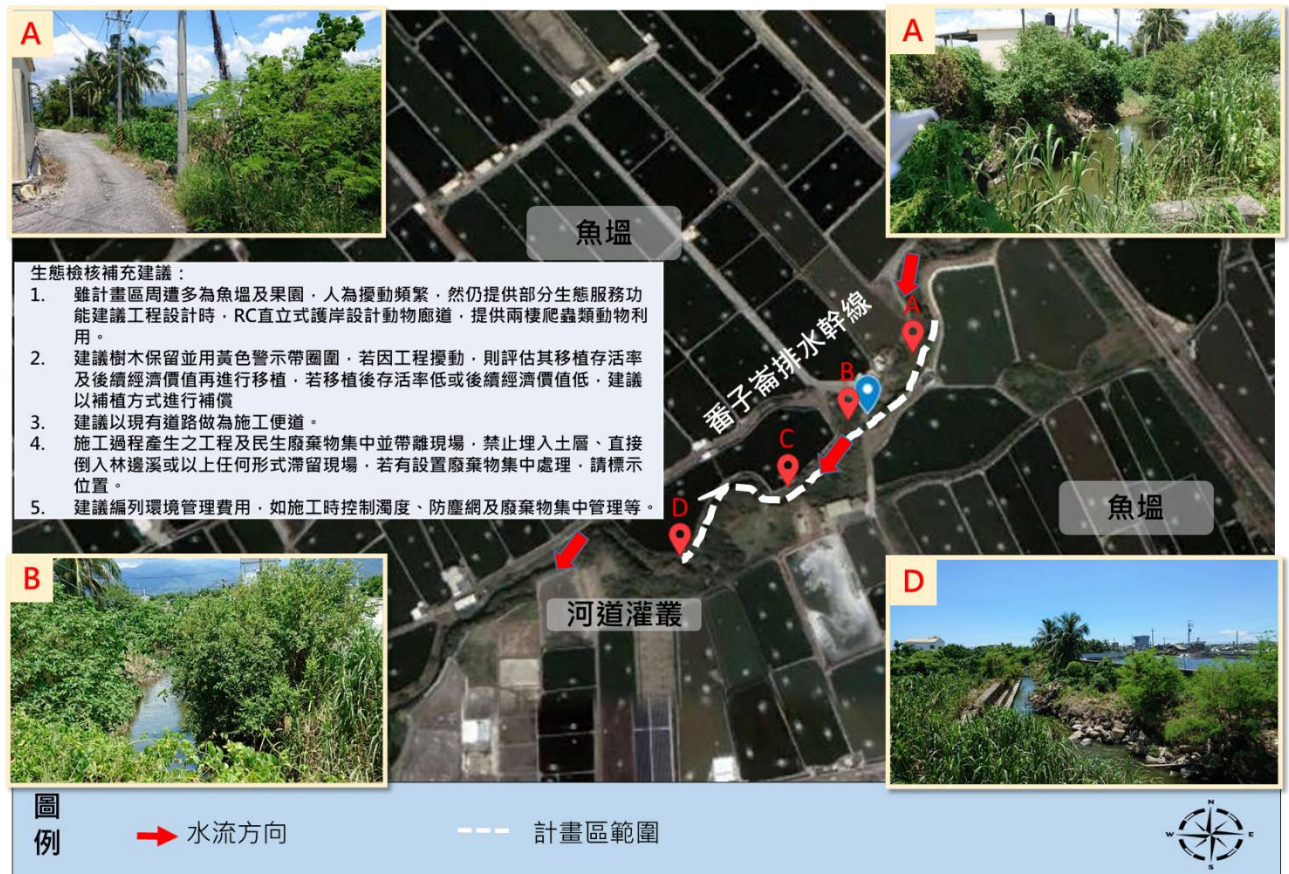 A
A
魚塭
生態檢核補充建議：
1. 雖計畫區周遭多為魚塭及果園，人為擾動頻繁，然仍提供部分生態服務功
能建議工程設計時，RC直立式護岸設計動物廊道，提供兩棲爬蟲類動物利
用。
2. 建議樹木保留並用黃色警示帶圈圍，若因工程擾動，則評估其移植存活率
及後續經濟價值再進行移植，若移植後存活率低或後續經濟價值低，建議
以補植方式進行補償
3. 建議以現有道路做為施工便道。
4. 施工過程產生之工程及民生廢棄物集中並帶離現場，禁止埋入土層、直接
倒入林邊溪或以上任何形式滯留現場，若有設置廢棄物集中處理，請標示
位置。
5. 建議編列環境管理費用，如施工時控制濁度、防塵網及廢棄物集中管理等。
番子崙排水幹線
A
B
C
D
魚塭
河道灌叢
B
D
圖例
水流方向
計畫區範圍
N
W
E
S